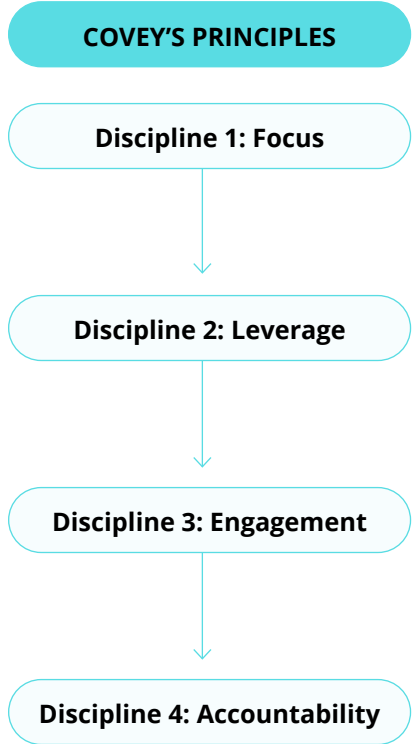 COVEY’S PRINCIPLES
Discipline 1: Focus
Discipline 2: Leverage
Discipline 3: Engagement
Discipline 4: Accountability